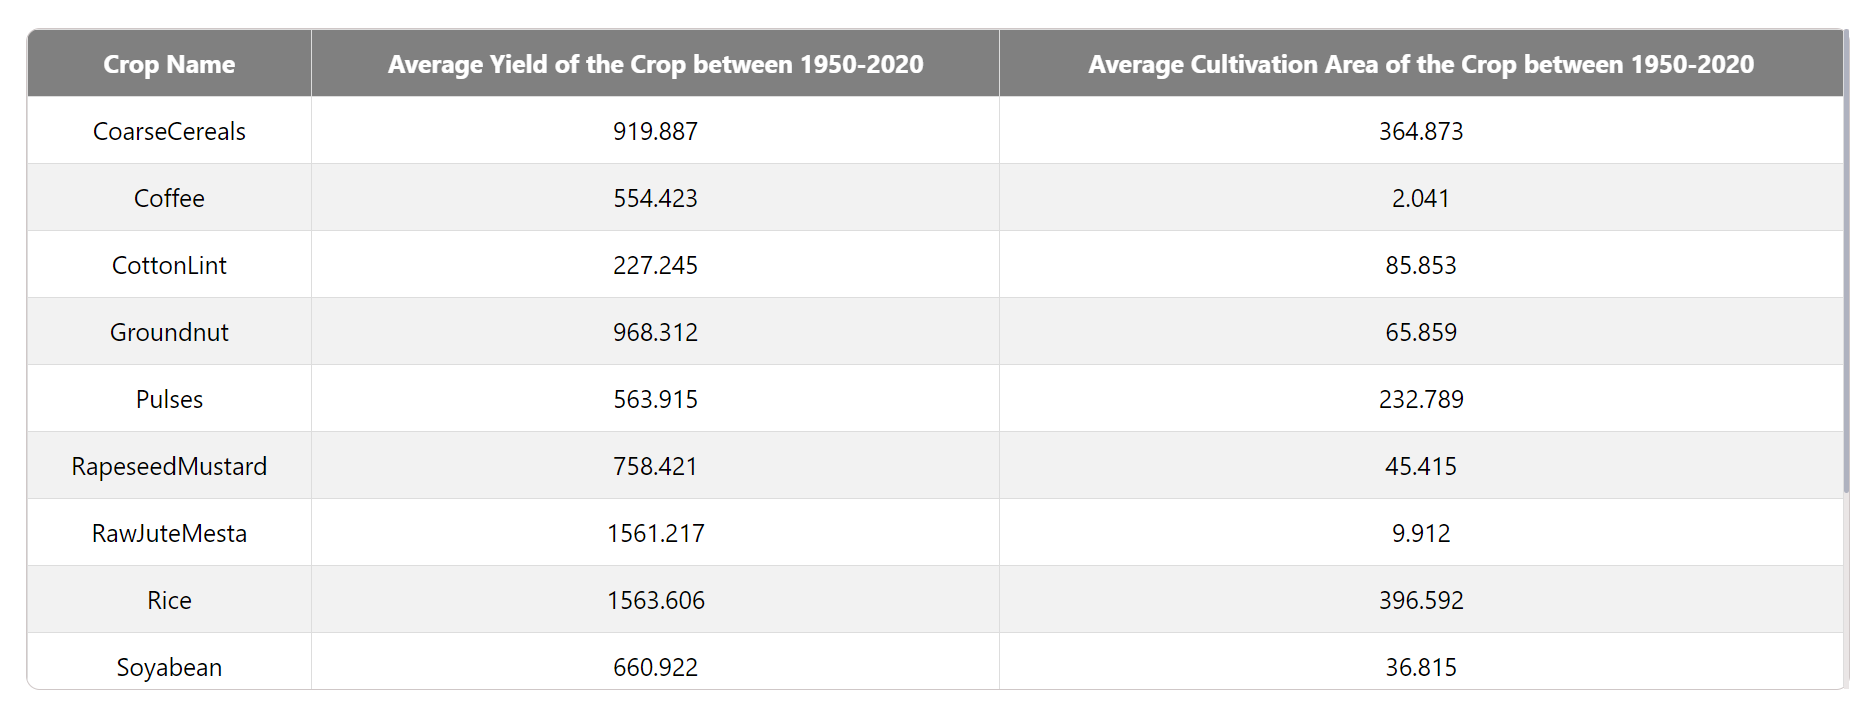 Crop Name Average Yield of the Crop between 1950-2020 Average Cultivation Area of the Crop between 1950-2020
CoarseCereals 919.887 364.873
Coffee 554.423 2.041
CottonLint 227.245 85.853
Groundnut 968.312 65.859
Pulses 563.915 232.789
RapeseedMustard 758.421 45.415
RawJuteMesta 1561.217 9.912
Rice 1563.606 396.592
Soyabean 660.922 36.815